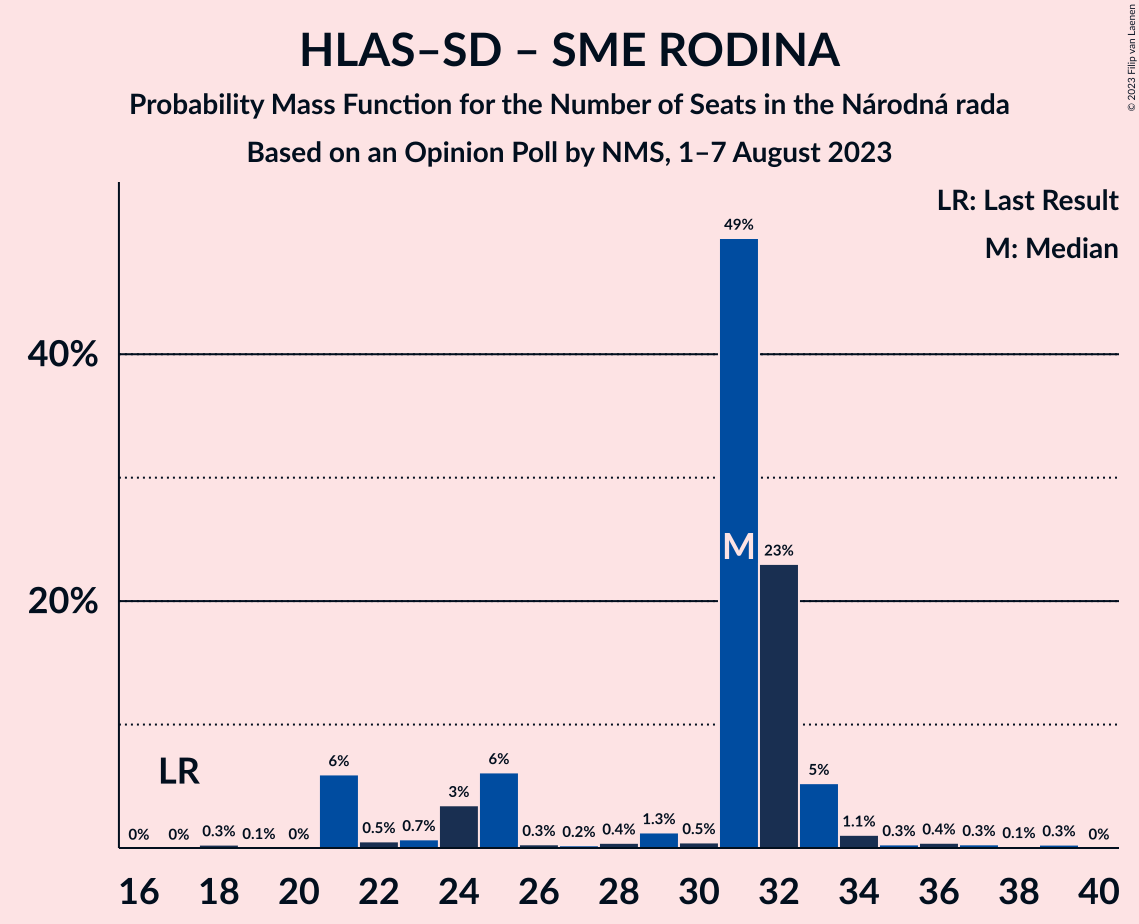 HLAS–SD – SME RODINA
Probability Mass Function for the Number of Seats in the Národná rada
Based on an Opinion Poll by NMS, 1–7 August 2023
© 2023 Filip van Laenen
LR: Last Result
M: Median
49%
40%
M
23%
20%
LR
0% 0% 0.3% 0.1% 0% 6% 0.5% 0.7% 3% 6% 0.3% 0.2% 0.4% 1.3% 0.5% 5% 1.1% 0.3% 0.4% 0.3% 0.1% 0.3% 0%
16 18 20 22 24 26 28 30 32 34 36 38 40